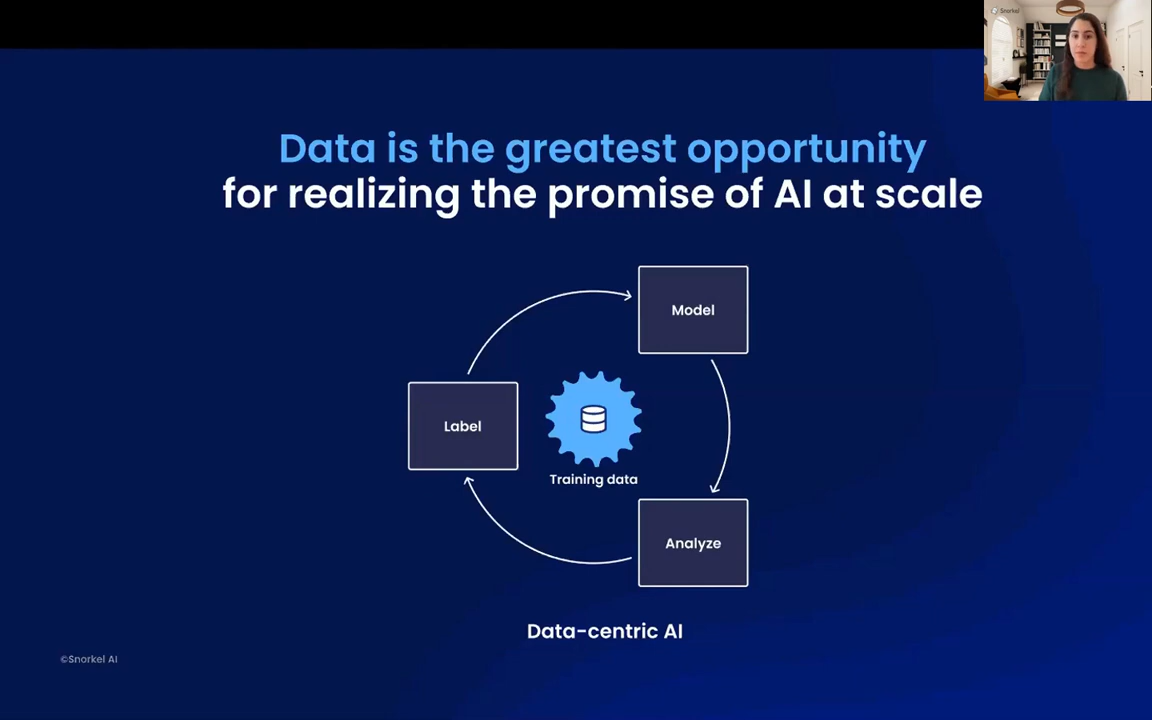 Snorkel
Data is the greatest opportunity
for realizing the promise of AI at scale
Model
Label
Training data
Analyze
Data-centric AI
©Snorkel AI